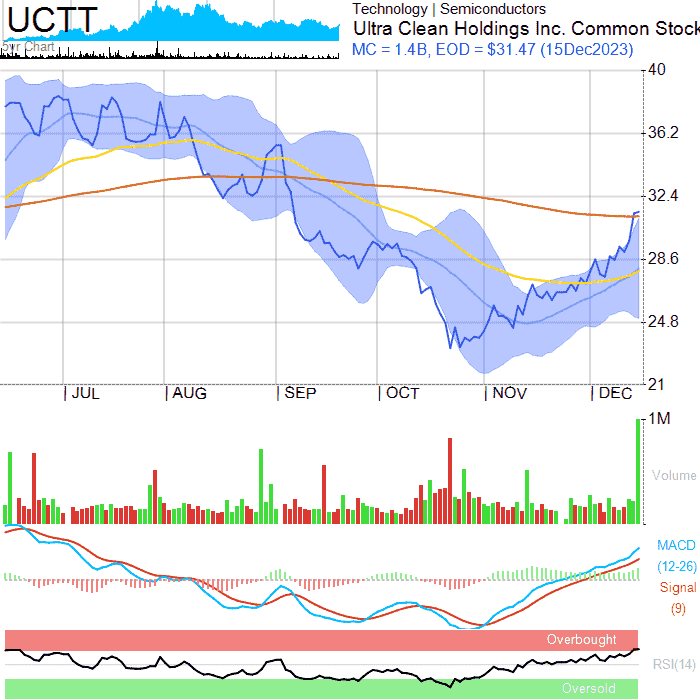 UCTT
5yr Chart
Technology | Semiconductors
Ultra Clean Holdings Inc. Common Stock
MC = 1.4B, EOD = $31.47 (15Dec2023)
40
36.2
32.4
28.6
24.8
21
JUL
AUG
SEP
OCT
NOV
DEC
1M
Volume
MACD
(12-26)
Signal
(9)
Overbought
RSI(14)
Oversold